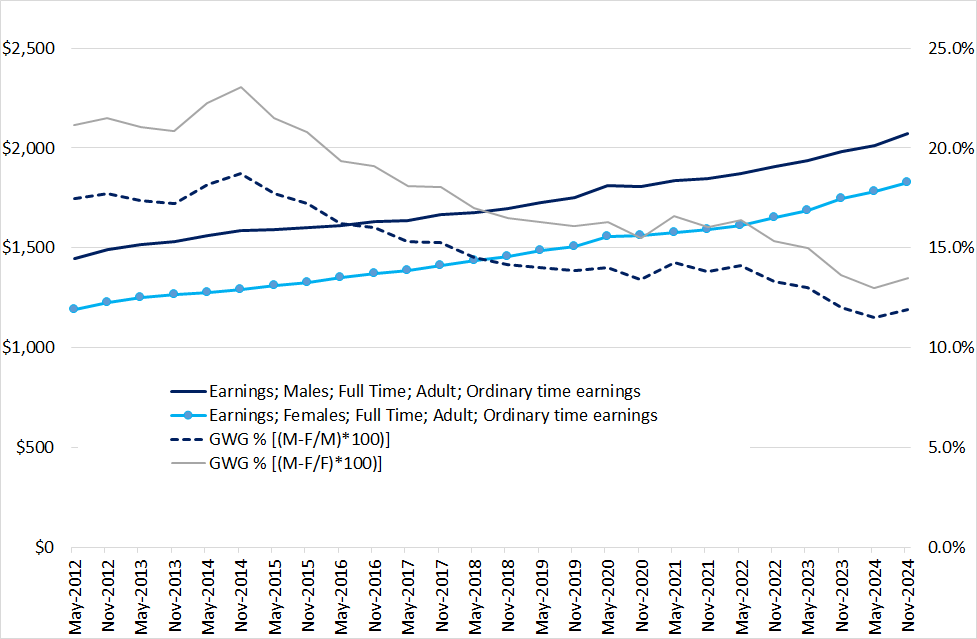 $2,500
25.0%
$2,000
20.0%
$1,500
15.0%
$1,000
10.0%
Earnings; Males; Full Time; Adult; Ordinary time earnings
Earnings; Females; Full Time; Adult; Ordinary time earnings
GWG % [(M-F/M)*100)]
GWG % [(M-F/F)*100)]
$500
5.0%
$0
0.0%
May-2012
Nov-2012
May-2013
Nov-2013
May-2014
Nov-2014
May-2015
Nov-2015
May-2016
Nov-2016
May-2017
Nov-2017
May-2018
Nov-2018
May-2019
Nov-2019
May-2020
Nov-2020
May-2021
Nov-2021
May-2022
Nov-2022
May-2023
Nov-2023
May-2024
Nov-2024